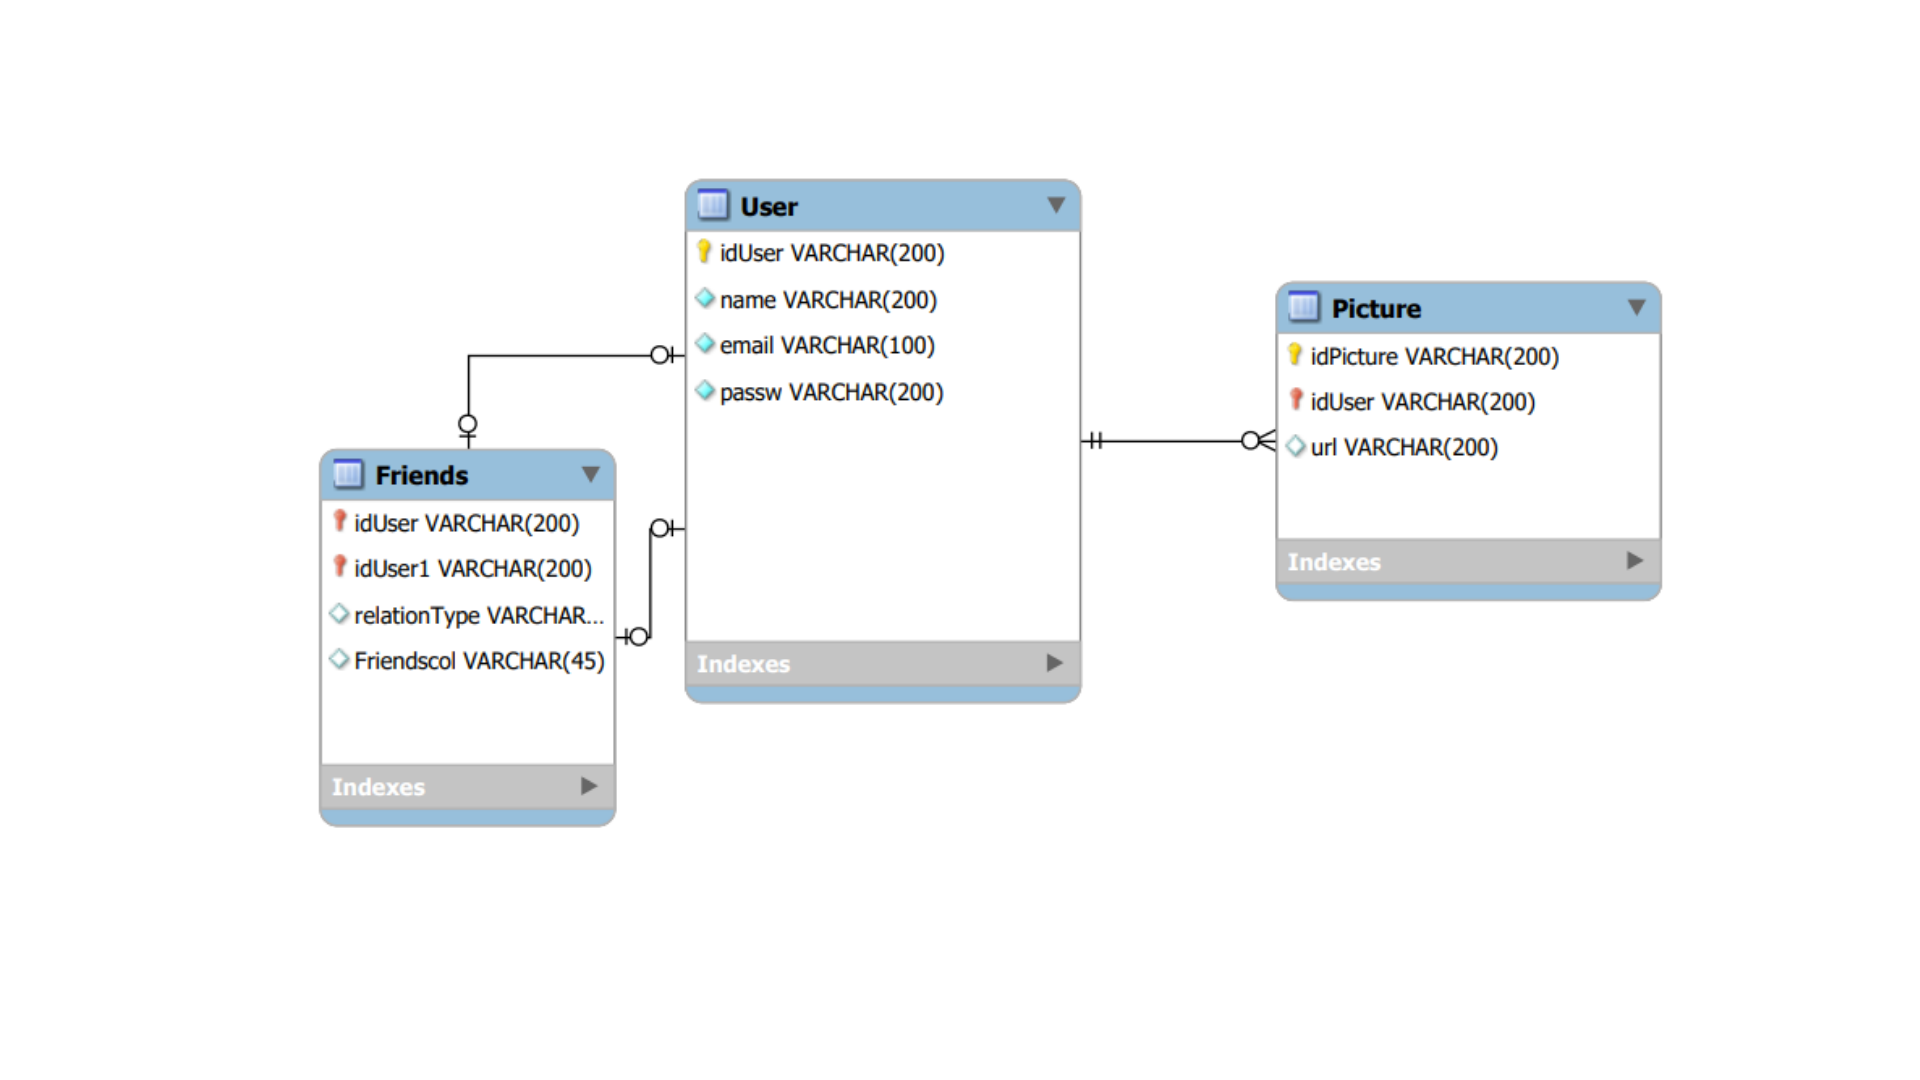 User
idUser VARCHAR(200)
name VARCHAR(200)
email VARCHAR(100)
passw VARCHAR(200)
Indexes
Picture
idPicture VARCHAR(200)
idUser VARCHAR(200)
url VARCHAR(200)
Indexes
Friends
idUser VARCHAR(200)
idUser1 VARCHAR(200)
relationType VARCHAR...
Friendscol VARCHAR(45)
Indexes